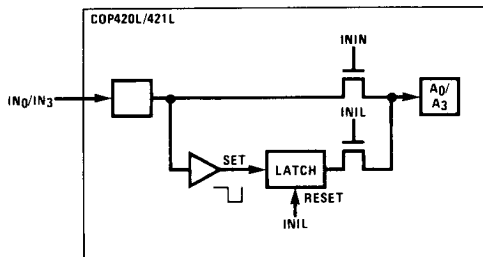 COP420L/421L
ININ
IN0/IN3
A0/
A3
INIL
SET
LATCH
RESET
INIL